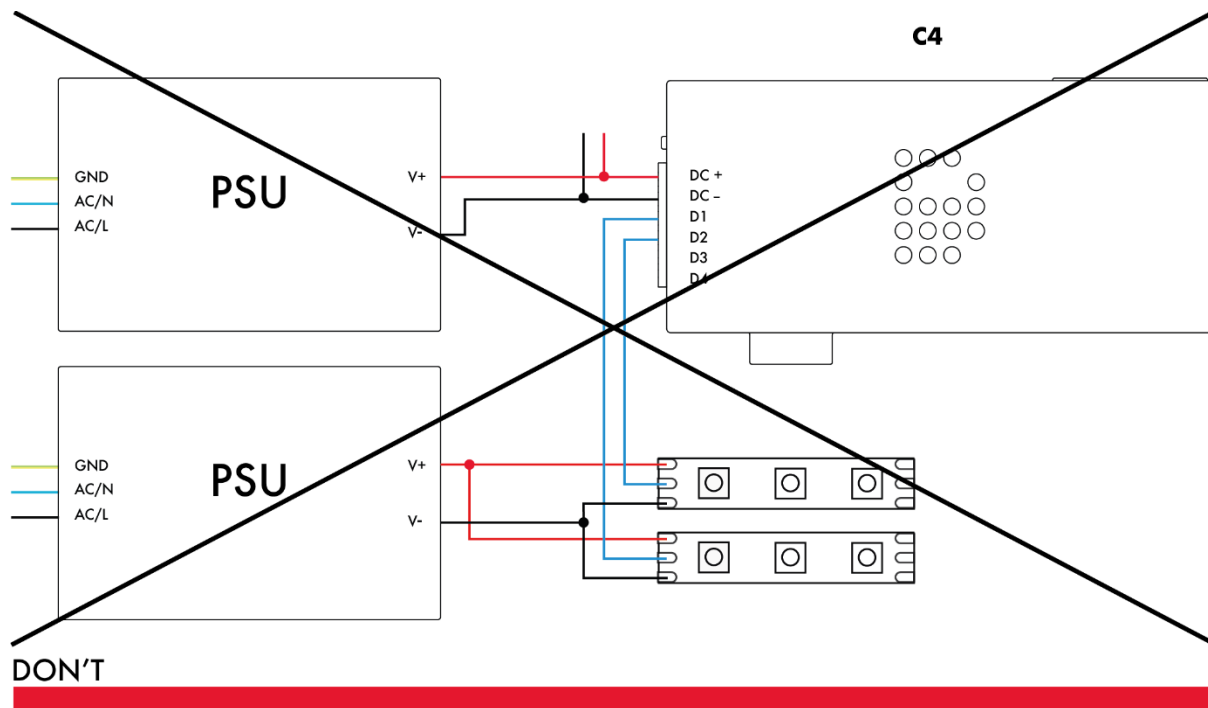 C4
GND
AC/N
AC/L
PSU
V+
V-
DC +
DC –
D1
D2
D3
D4
GND
AC/N
AC/L
PSU
V+
V-
DON'T